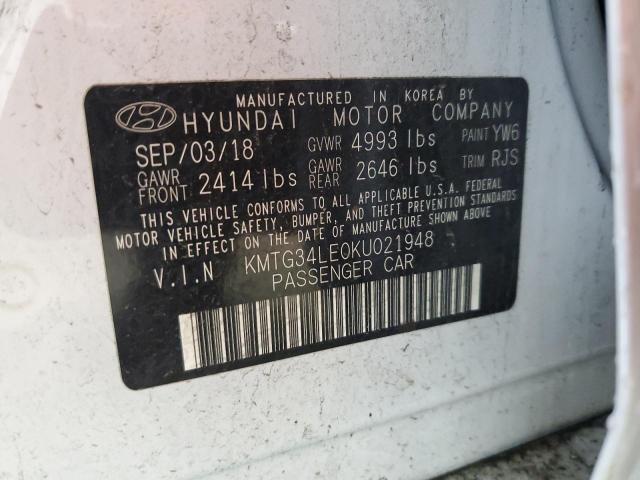 MANUFACTURED IN KOREA BY
HYUNDAI MOTOR COMPANY
SEP/03/18 GVWR 4993 lbs PAINT YW6
GAWR FRONT 2414 lbs GAWR REAR 2646 lbs TRIM RJS
THIS VEHICLE CONFORMS TO ALL APPLICABLE U.S.A. FEDERAL
MOTOR VEHICLE SAFETY, BUMPER, AND THEFT PREVENTION STANDARDS
IN EFFECT ON THE DATE OF MANUFACTURE SHOWN ABOVE.
V.I.N KMTG34LE0KU021948
PASSENGER CAR